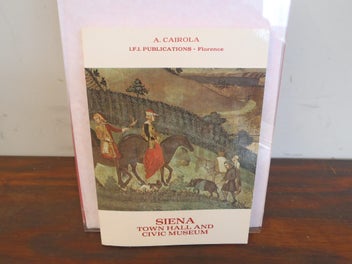 A. CAIROLA
I.F.I. PUBLICATIONS - Florence
SIENA
TOWN HALL AND
CIVIC MUSEUM